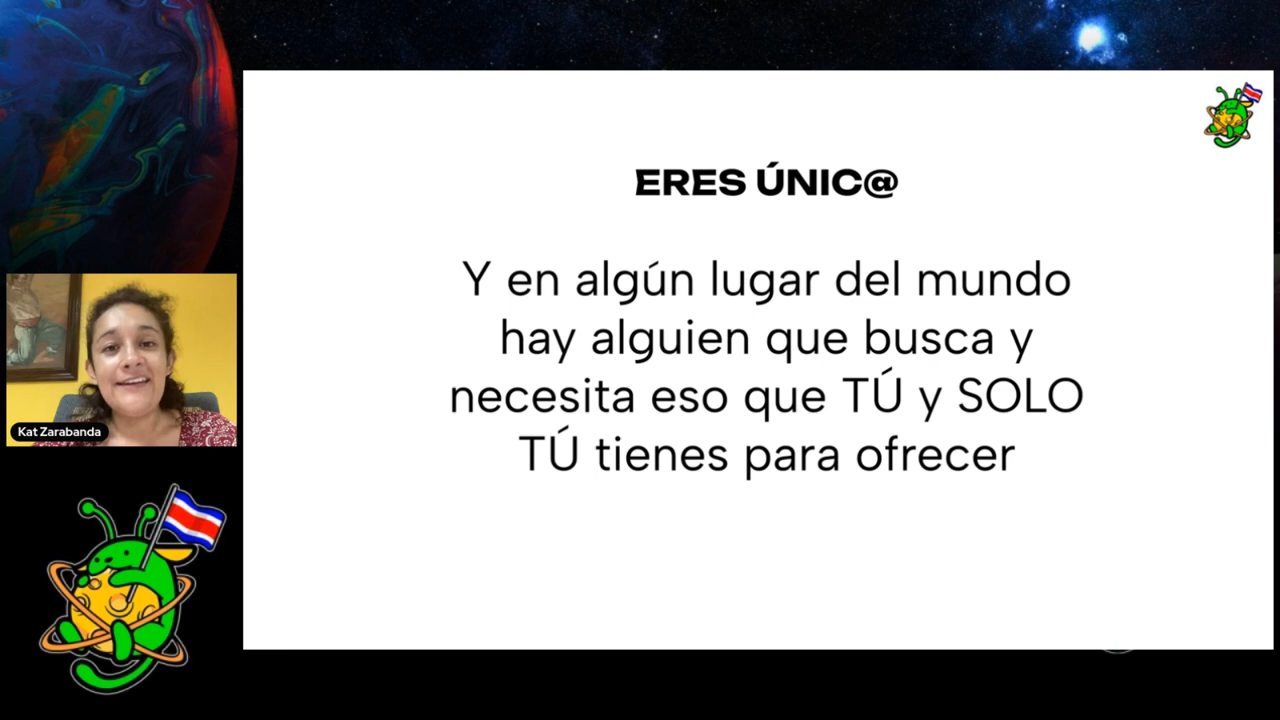 ERES ÚNIC@
Y en algún lugar del mundo
hay alguien que busca y
necesita eso que TÚ y SOLO
TÚ tienes para ofrecer
Kat Zarabanda